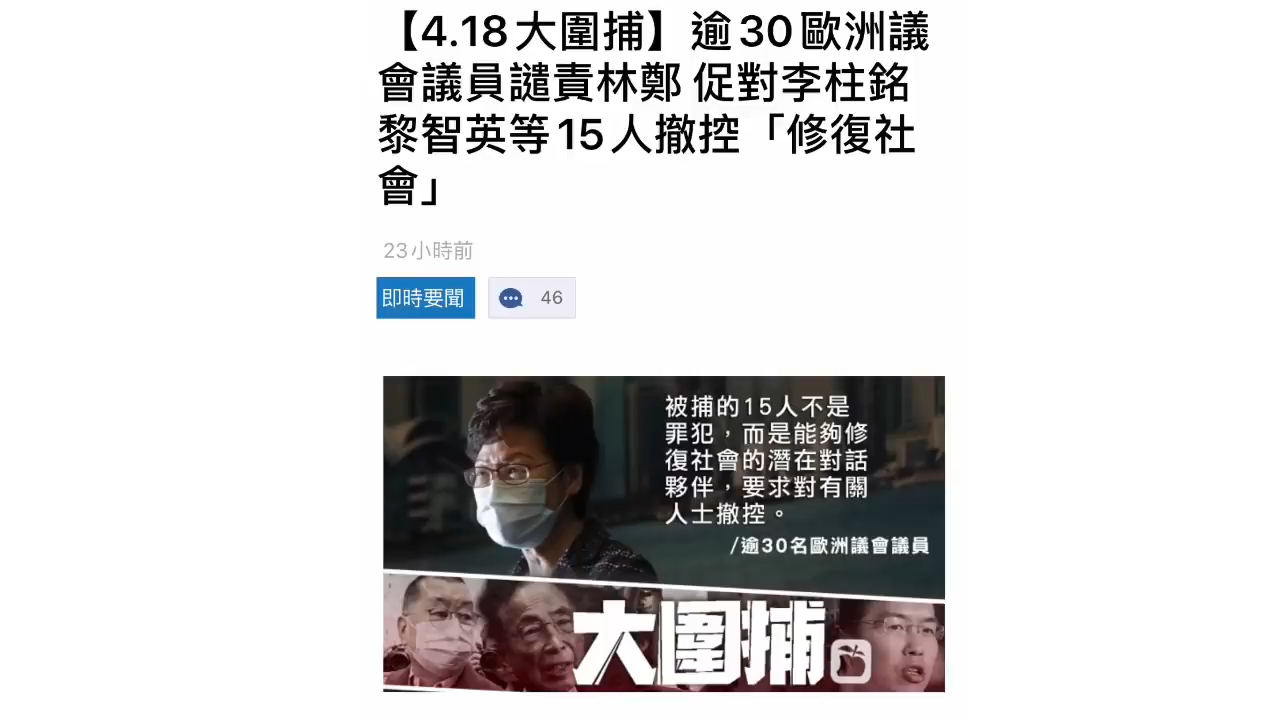 【4.18大圍捕】逾30歐洲議
會議員譴責林鄭 促對李柱銘
黎智英等15人撤控「修復社
會」
23小時前
即時要聞
46
被捕的15人不是
罪犯，而是能夠修
復社會的潛在對話
夥伴，要求對有關
人士撤控。
/逾30名歐洲議會議員
大圍捕